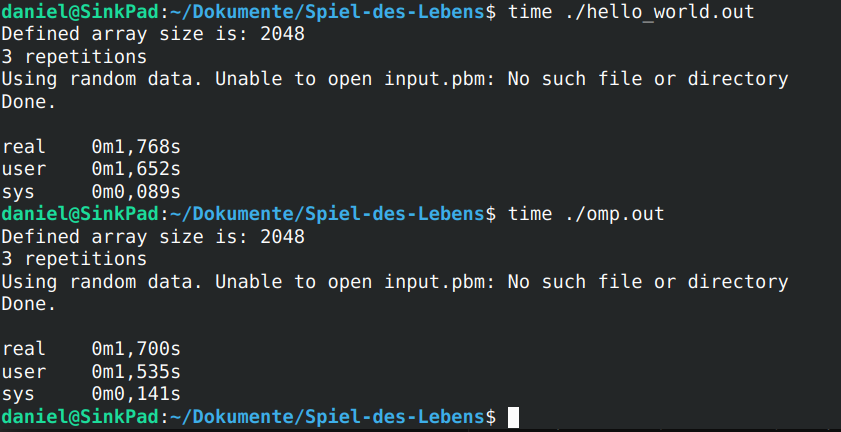 daniel@SinkPad:~/Dokumente/Spiel-des-Lebens$ time ./hello_world.out
Defined array size is: 2048
3 repetitions
Using random data. Unable to open input.pbm: No such file or directory
Done.
real 0m1,768s
user 0m1,652s
sys 0m0,089s
daniel@SinkPad:~/Dokumente/Spiel-des-Lebens$ time ./omp.out
Defined array size is: 2048
3 repetitions
Using random data. Unable to open input.pbm: No such file or directory
Done.
real 0m1,700s
user 0m1,535s
sys 0m0,141s
daniel@SinkPad:~/Dokumente/Spiel-des-Lebens$